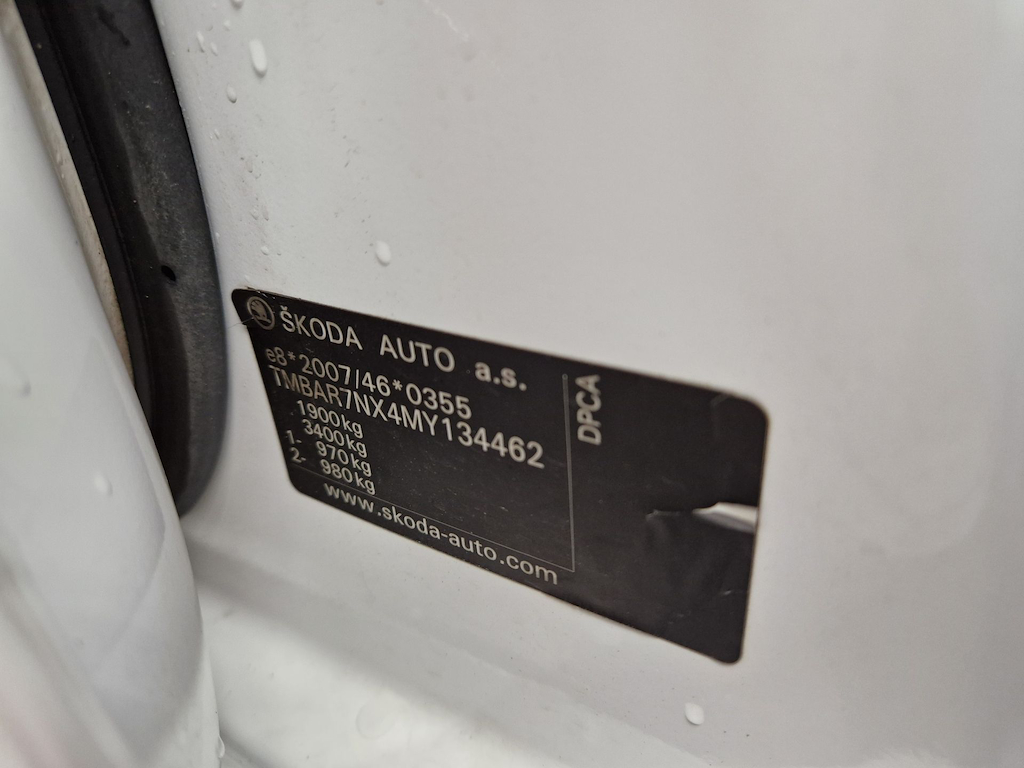 ŠKODA AUTO a.s.
e8*2007/46*0355
TMBAR7NX4MY134462
1900kg
3400kg
1- 970kg
2- 980kg
www.skoda-auto.com
DPCA